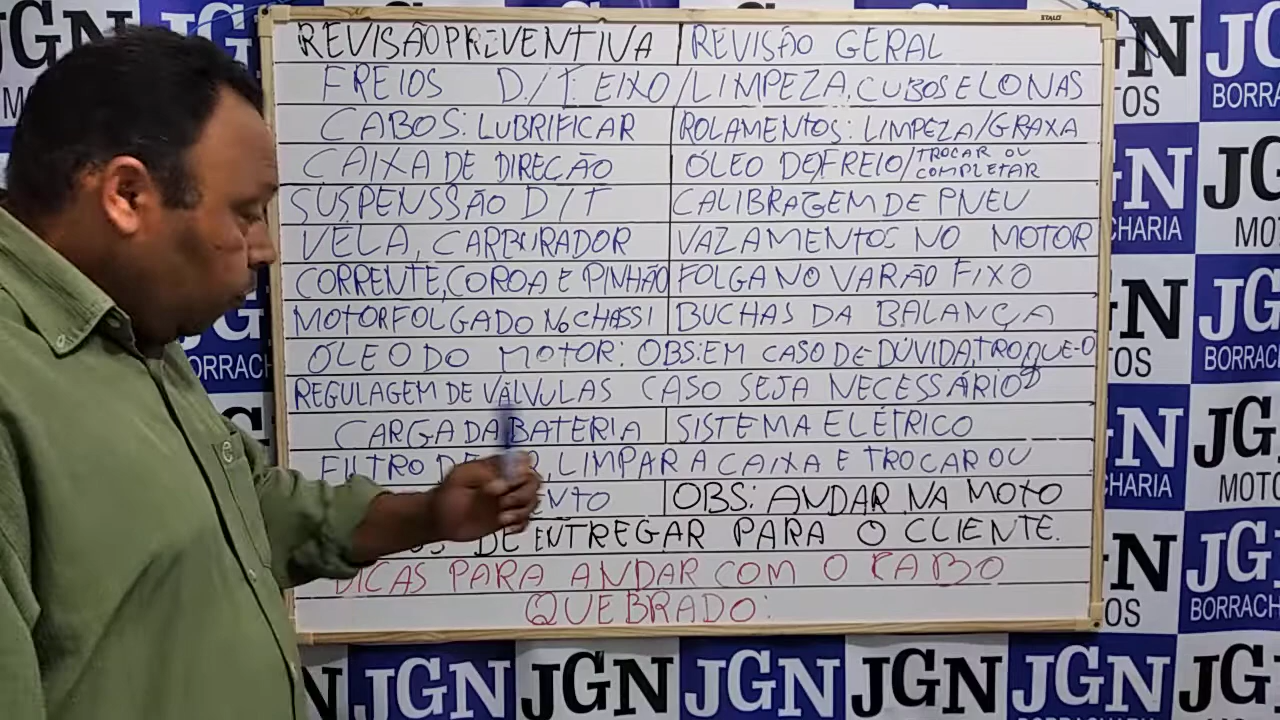 REVISÃO PREVENTIVA | REVISÃO GERAL
FREIOS D/T. EIXO/LIMPEZA, CUBOS E LONAS
CABOS: LUBRIFICAR ROLAMENTOS: LIMPEZA/GRAXA
CAIXA DE DIREÇÃO ÓLEO DE/FREIO/TROCAR OU COMPLETAR
SUSPENSSÃO D/T CALIBRAGEM DE PNEU
VELA, CARBURADOR VAZAMENTOS NO MOTOR
CORRENTE, COROA E PINHÃO FOLGA NO VARÃO FIXO
MOTOR FOLGADO NO CHASSI BUCHAS DA BALANÇA
ÓLEO DO MOTOR: OBS: EM CASO DE DÚVIDA, TROQUE-O
REGULAGEM DE VÁLVULAS CASO SEJA NECESSÁRIO
CARGA DA BATERIA SISTEMA ELÉTRICO
FILTRO LIMPAR A CAIXA E TROCAR OU
OBS: ANDAR NA MOTO
DE ENTREGAR PARA O CLIENTE.
DICAS PARA ANDAR COM O CABO
QUEBRADO:
JGN
BORRACHARIA
JGN
MOTOS